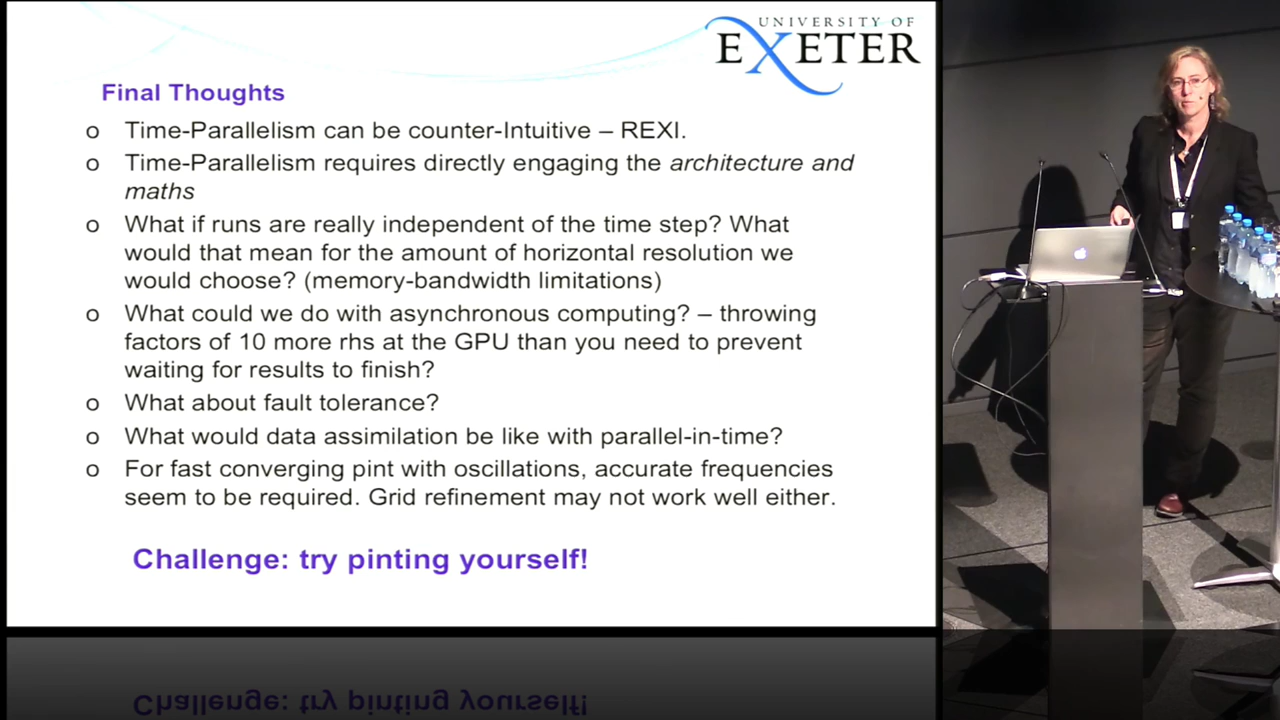 UNIVERSITY OF
EXETER
Final Thoughts
o Time-Parallelism can be counter-Intuitive – REXI.
o Time-Parallelism requires directly engaging the architecture and
maths
o What if runs are really independent of the time step? What
would that mean for the amount of horizontal resolution we
would choose? (memory-bandwidth limitations)
o What could we do with asynchronous computing? – throwing
factors of 10 more rhs at the GPU than you need to prevent
waiting for results to finish?
o What about fault tolerance?
o What would data assimilation be like with parallel-in-time?
o For fast converging pint with oscillations, accurate frequencies
seem to be required. Grid refinement may not work well either.
Challenge: try pinting yourself!
Challenge: try pinting yourself!